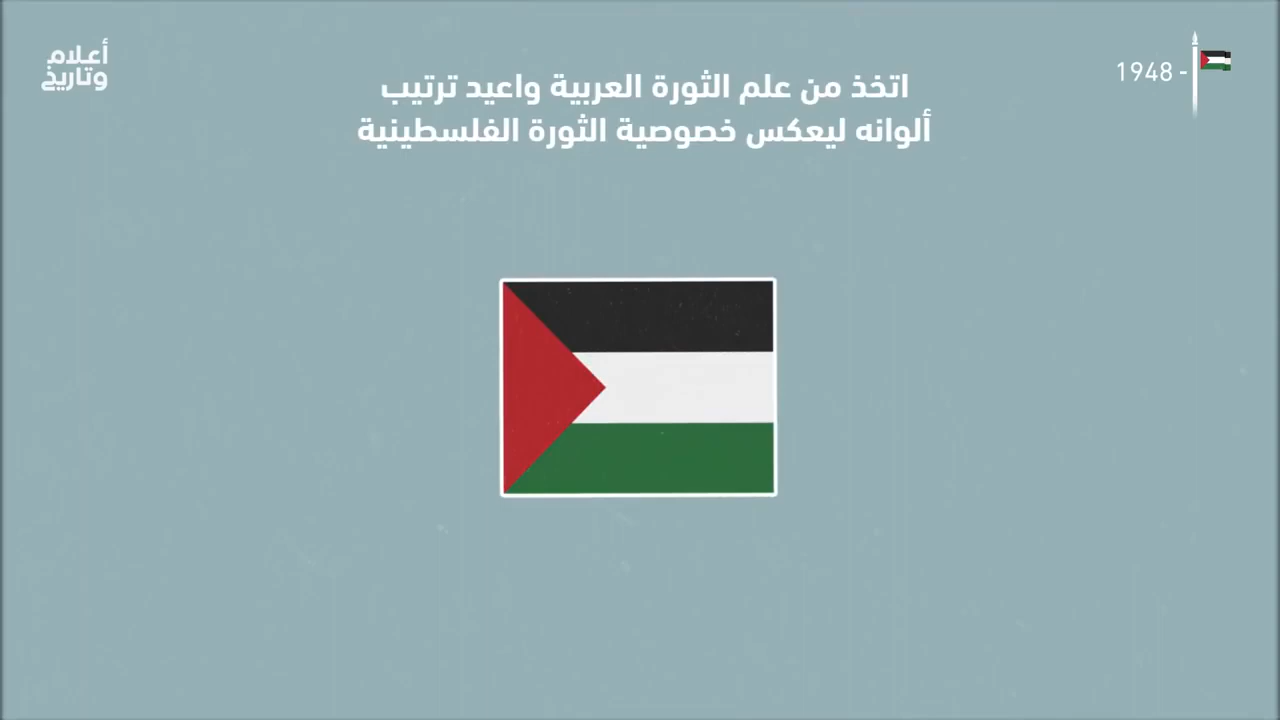 أعلام
وتاريخ
1948 -
اتخذ من علم الثورة العربية واعيد ترتيب
ألوانه ليعكس خصوصية الثورة الفلسطينية